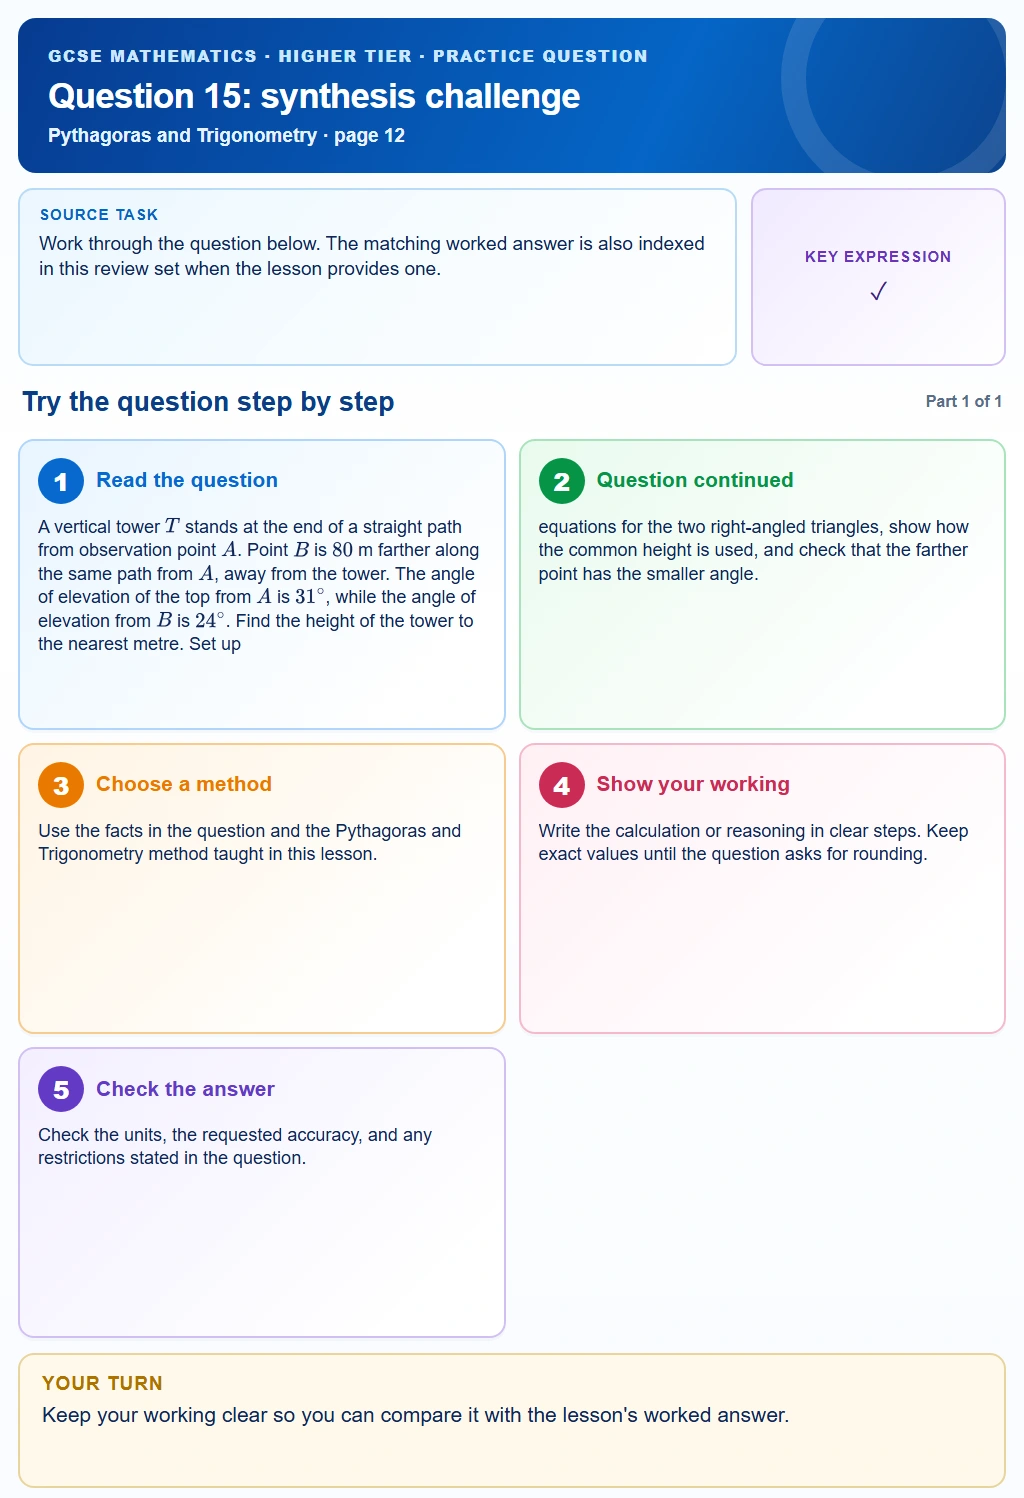 GCSE MATHEMATICS · HIGHER TIER · PRACTICE QUESTION
Question 15: synthesis challenge
Pythagoras and Trigonometry · page 12
SOURCE TASK
Work through the question below. The matching worked answer is also indexed
in this review set when the lesson provides one.
KEY EXPRESSION
✓
Try the question step by step
Part 1 of 1
1 Read the question
A vertical tower T stands at the end of a straight path
from observation point A. Point B is 80 m farther along
the same path from A, away from the tower. The angle
of elevation of the top from A is 31°, while the angle of
elevation from B is 24°. Find the height of the tower to
the nearest metre. Set up
2 Question continued
equations for the two right-angled triangles, show how
the common height is used, and check that the farther
point has the smaller angle.
3 Choose a method
Use the facts in the question and the Pythagoras and
Trigonometry method taught in this lesson.
4 Show your working
Write the calculation or reasoning in clear steps. Keep
exact values until the question asks for rounding.
5 Check the answer
Check the units, the requested accuracy, and any
restrictions stated in the question.
YOUR TURN
Keep your working clear so you can compare it with the lesson's worked answer.